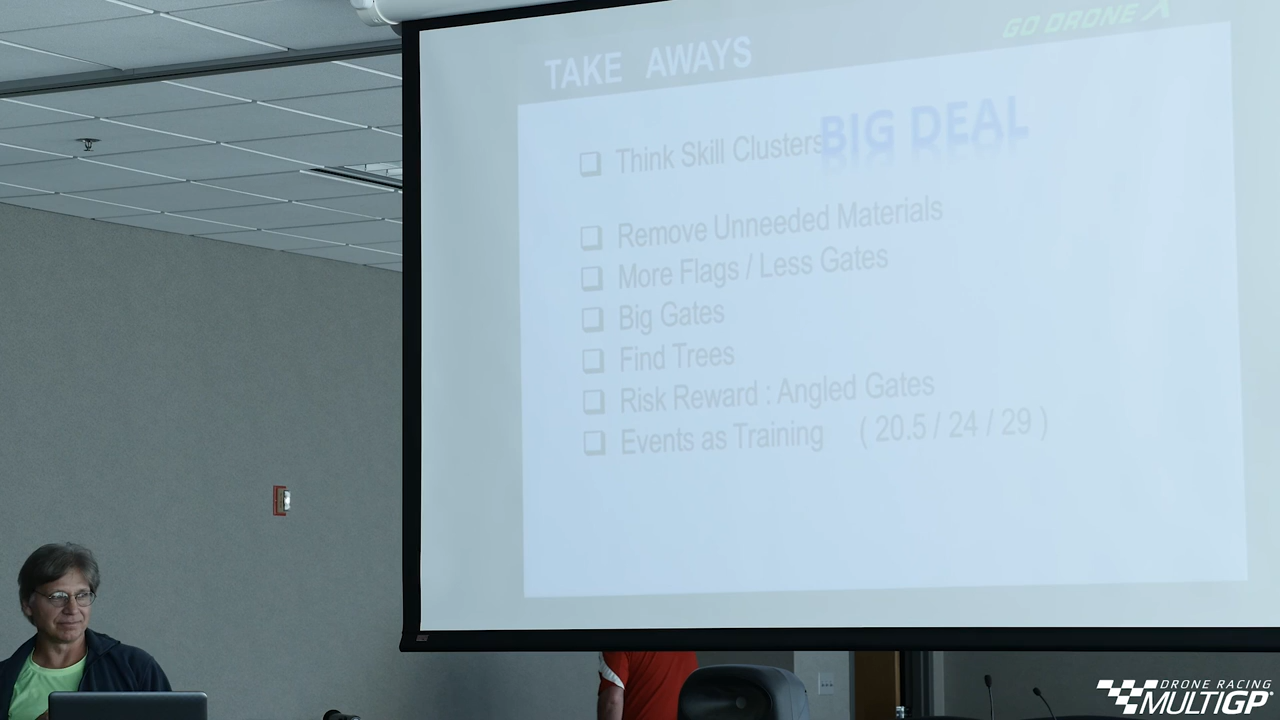 GO DRONE X
TAKE AWAYS
Think Skill Clusters BIG DEAL
Remove Unneeded Materials
More Flags / Less Gates
Big Gates
Find Trees
Risk Reward : Angled Gates
Events as Training ( 20.5 / 24 / 29 )
DRONE RACING
MULTIGP®